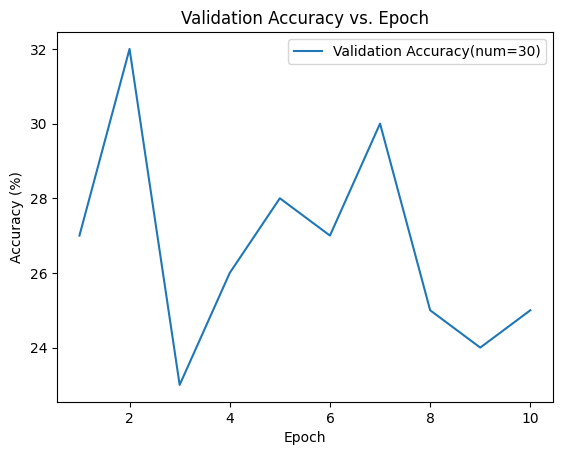 Validation Accuracy vs. Epoch
Validation Accuracy(num=30)
Accuracy (%)
32
30
28
26
24
2 4 6 8 10
Epoch